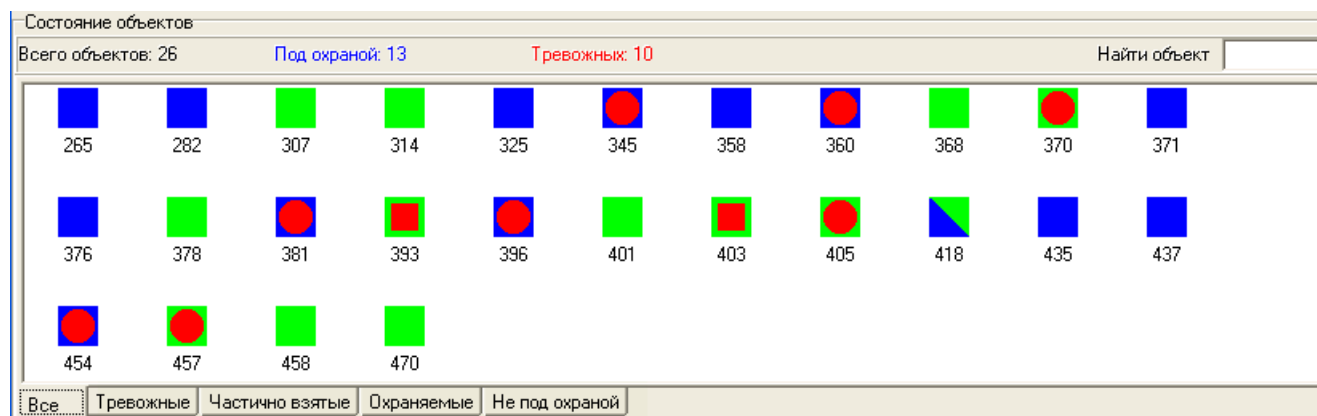 Состояние объектов
Всего объектов: 26 Под охраной: 13 Тревожных: 10 Найти объект
265 282 307 314 325 345 358 360 368 370 371
376 378 381 393 396 401 403 405 418 435 437
454 457 458 470
Все Тревожные Частично взятые Охраняемые Не под охраной